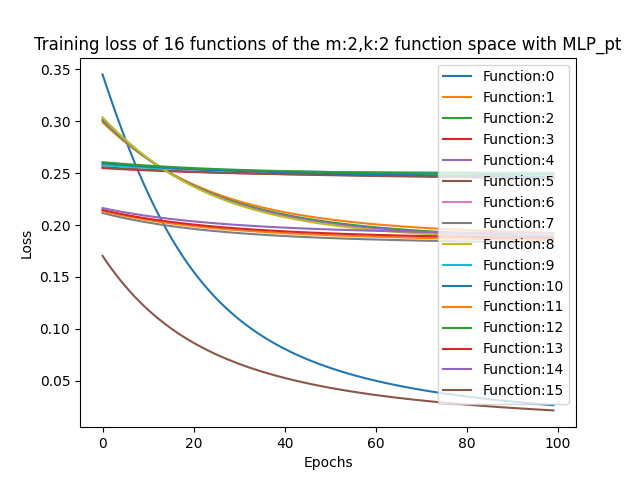 Training loss of 16 functions of the m:2,k:2 function space with MLP_pt
0.35
0.30
0.25
0.20
0.15
0.10
0.05
Loss
0
20
40
60
80
100
Epochs
Function:0
Function:1
Function:2
Function:3
Function:4
Function:5
Function:6
Function:7
Function:8
Function:9
Function:10
Function:11
Function:12
Function:13
Function:14
Function:15